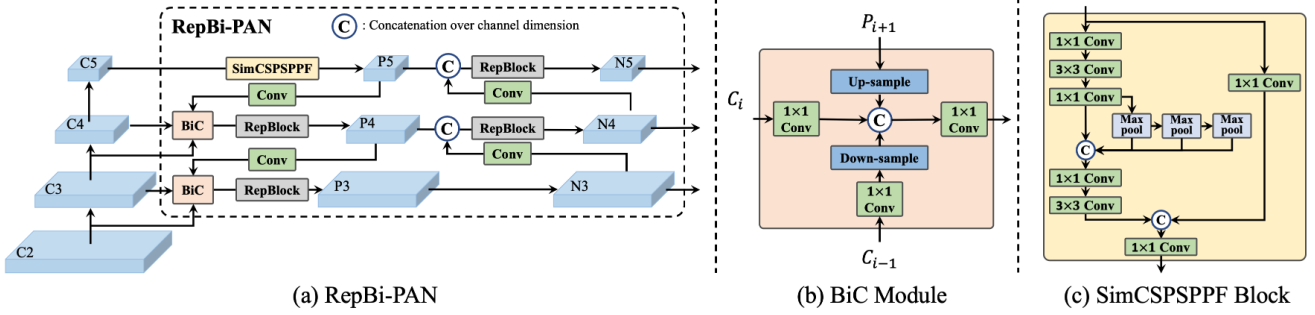 RepBi-PAN
C : Concatenation over channel dimension
C5
SimCSPSPPF
P5
C
RepBlock
N5
Conv
Conv
C4
BiC
RepBlock
P4
C
RepBlock
N4
Conv
Conv
C3
BiC
RepBlock
P3
N3
C2
(a) RepBi-PAN
P_{i+1}
Up-sample
C_i
1×1
Conv
C
1×1
Conv
Down-sample
1×1
Conv
C_{i−1}
(b) BiC Module
1×1 Conv
3×3 Conv
1×1 Conv
1×1 Conv
Max
pool
Max
pool
Max
pool
C
1×1 Conv
3×3 Conv
C
1×1 Conv
(c) SimCSPSPPF Block